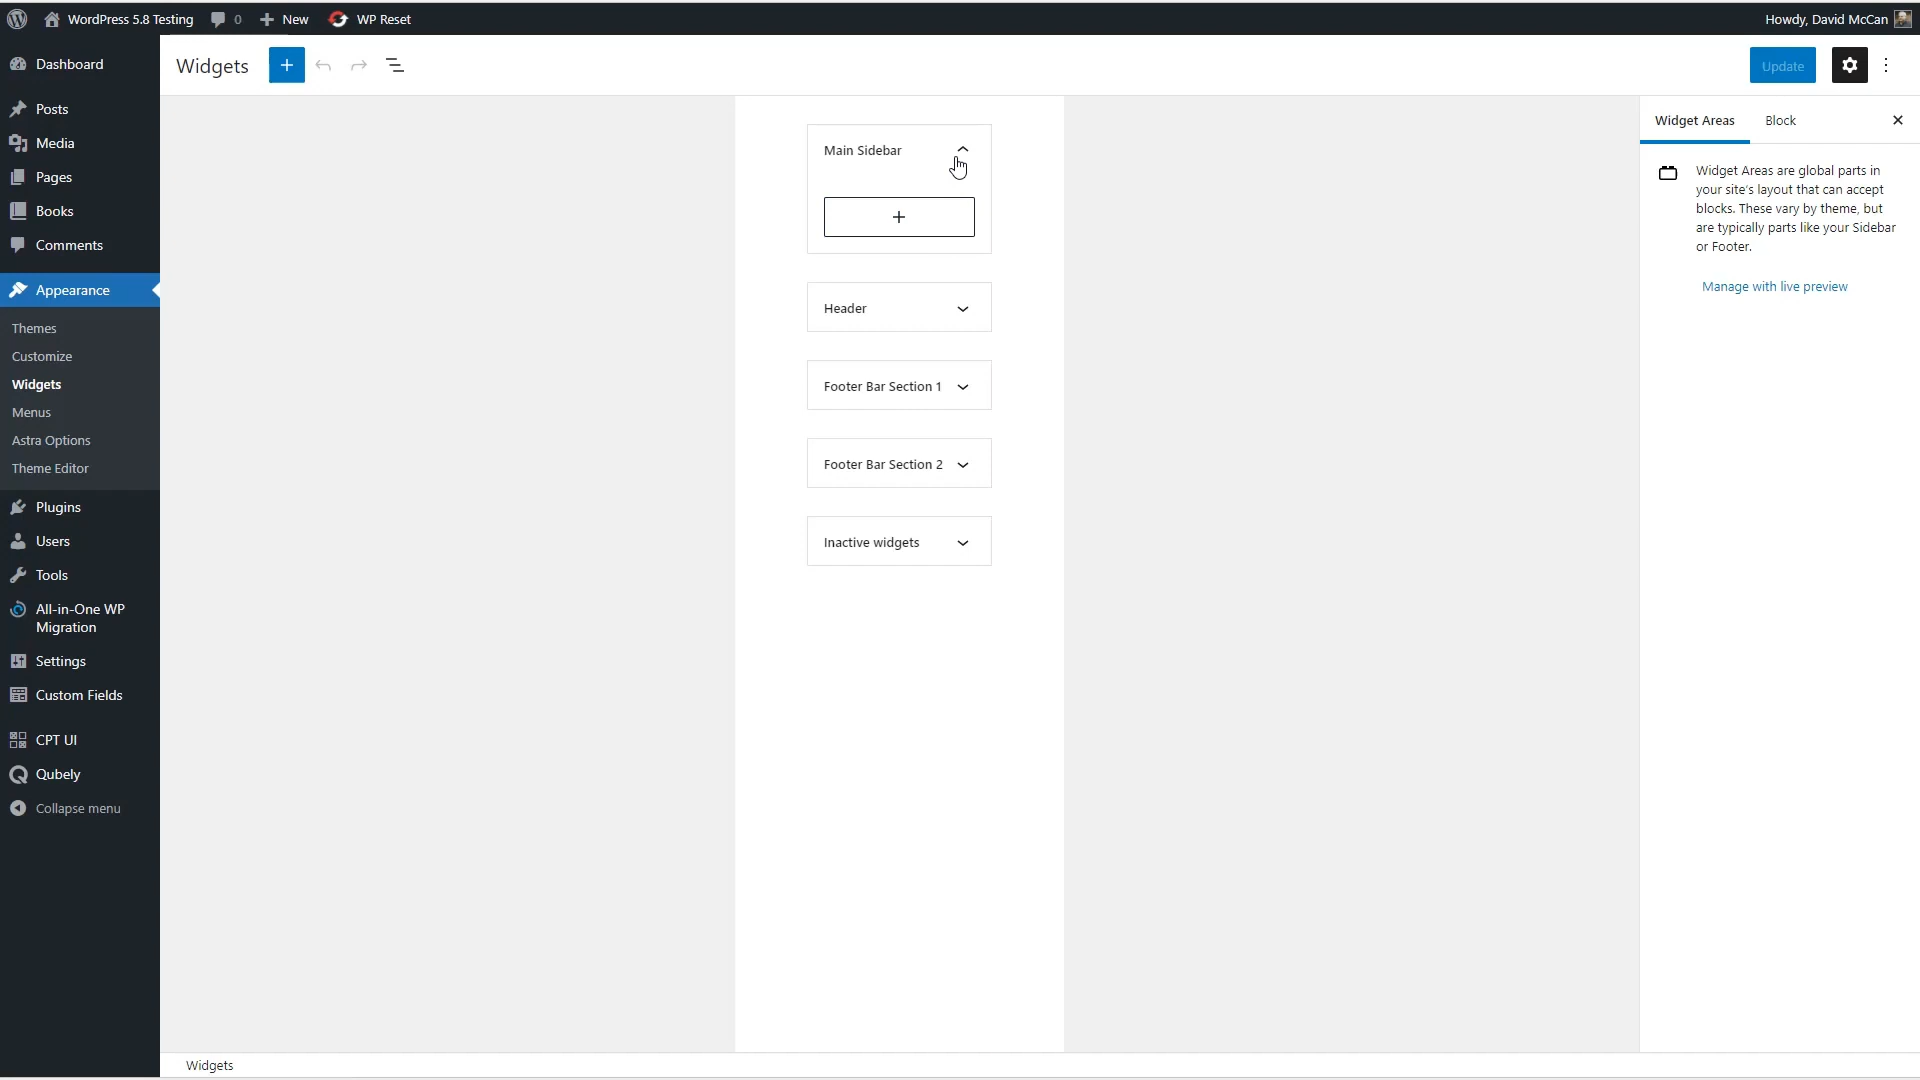 WordPress 5.8 Testing 0 New WP Reset Howdy, David McCan
Dashboard
Posts
Media
Pages
Books
Comments
Appearance
Themes
Customize
Widgets
Menus
Astra Options
Theme Editor
Plugins
Users
Tools
All-in-One WP
Migration
Settings
Custom Fields
CPT UI
Qubely
Collapse menu
Widgets
Update
Main Sidebar
Header
Footer Bar Section 1
Footer Bar Section 2
Inactive widgets
Widget Areas Block
Widget Areas are global parts in
your site's layout that can accept
blocks. These vary by theme, but
are typically parts like your Sidebar
or Footer.
Manage with live preview
Widgets